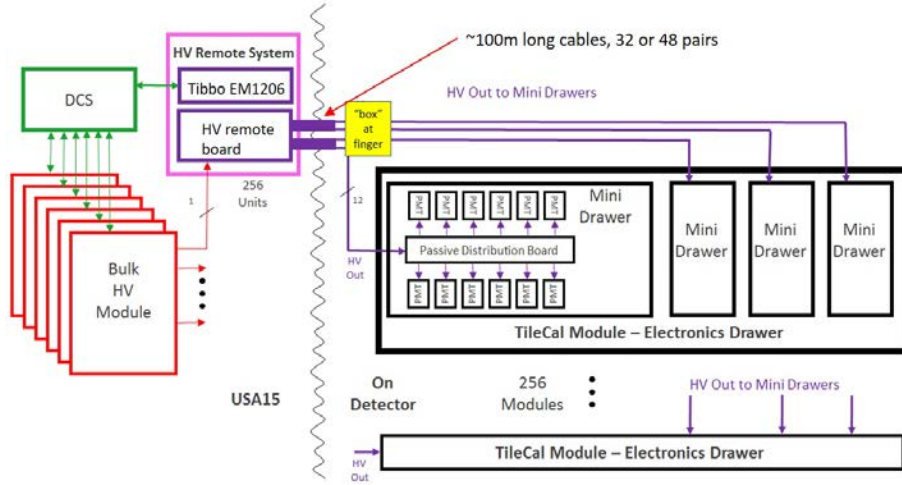 ~100m long cables, 32 or 48 pairs
HV Remote System
Tibbo EM1206
HV remote
board
DCS
256
Units
1
Bulk
HV
Module
USA15
"box"
at
finger
HV Out to Mini Drawers
12
HV
Out
PMT PMT PMT PMT PMT PMT
Passive Distribution Board
PMT PMT PMT PMT PMT PMT
Mini
Drawer
Mini
Drawer
Mini
Drawer
Mini
Drawer
TileCal Module – Electronics Drawer
On
Detector
256
Modules
HV Out to Mini Drawers
HV
Out
TileCal Module – Electronics Drawer